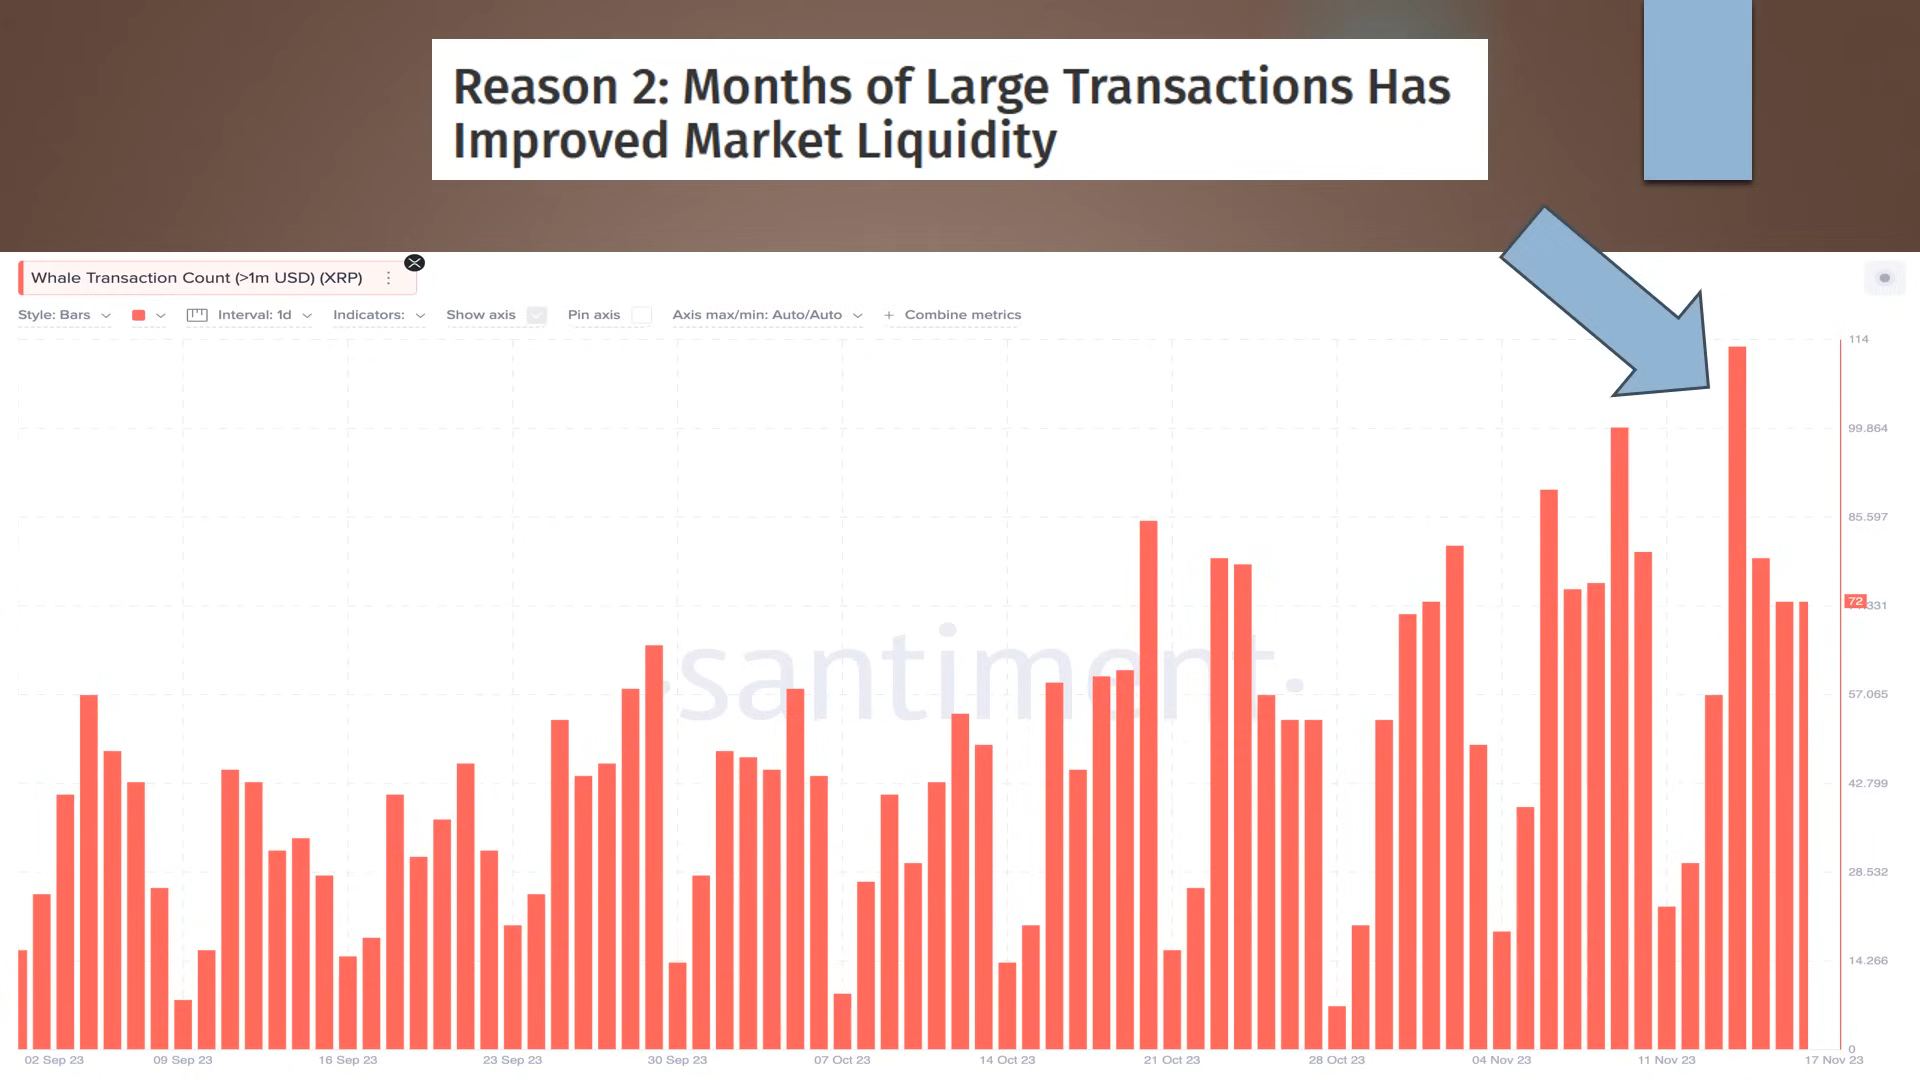 Reason 2: Months of Large Transactions Has
Improved Market Liquidity
Whale Transaction Count (>1m USD) (XRP)
Style: Bars Interval: 1d Indicators: Show axis Pin axis Axis max/min: Auto/Auto + Combine metrics
114
99.864
85.597
72 331
57.065
42.799
28.532
14.266
0
·santiment·
02 Sep 23 09 Sep 23 16 Sep 23 23 Sep 23 30 Sep 23 07 Oct 23 14 Oct 23 21 Oct 23 28 Oct 23 04 Nov 23 11 Nov 23 17 Nov 23